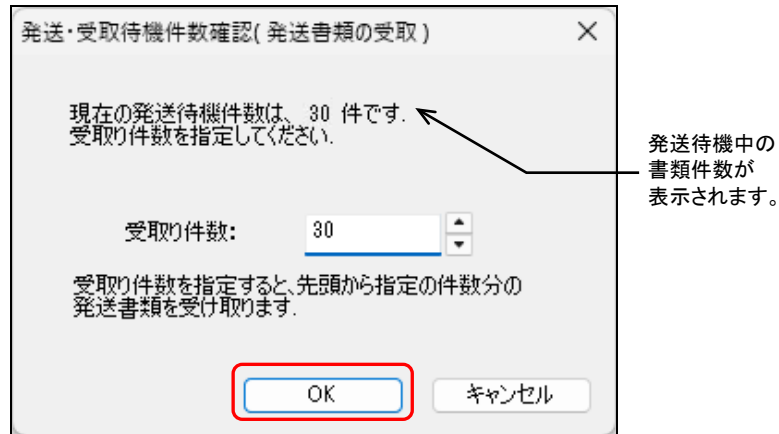 発送・受取待機件数確認(発送書類の受取)
現在の発送待機件数は、 30 件です.
受取り件数を指定してください.
発送待機中の
書類件数が
表示されます。
受取り件数:
30
受取り件数を指定すると、先頭から指定の件数分の
発送書類を受け取ります.
OK
キャンセル